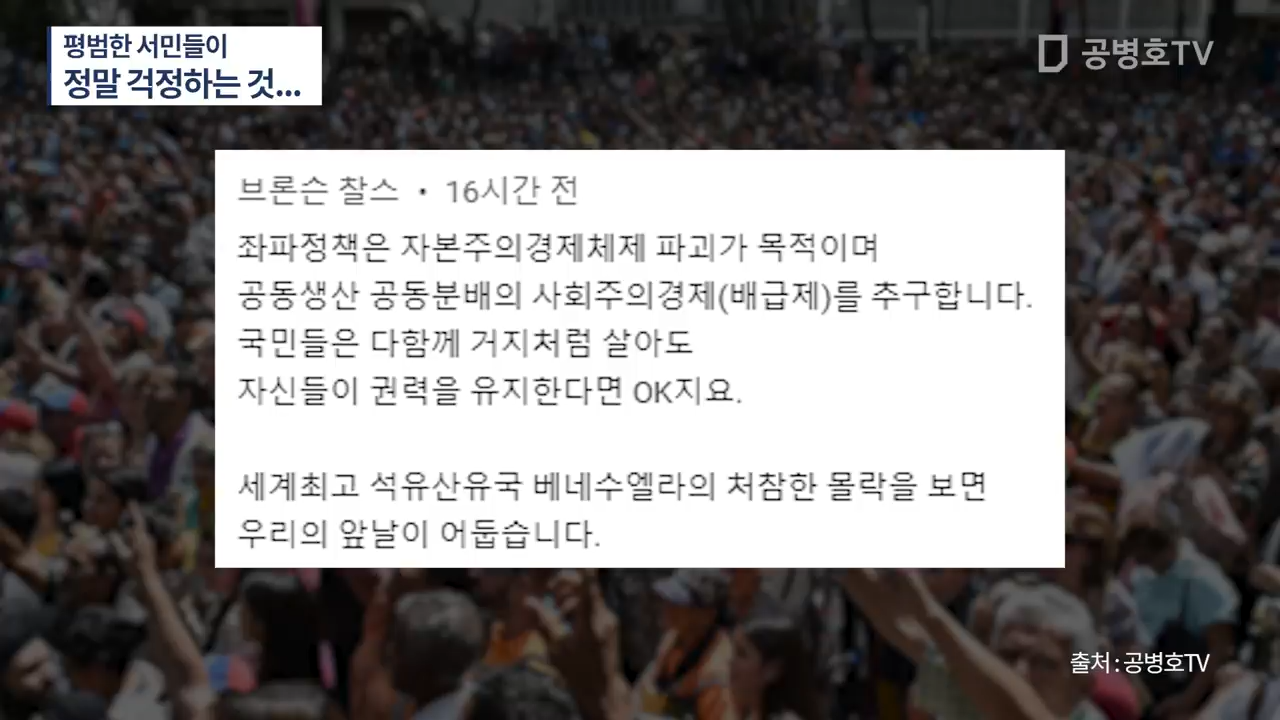 평범한 서민들이
정말 걱정하는 것...
공병호TV
브론슨 찰스 • 16시간 전
좌파정책은 자본주의경제체제 파괴가 목적이며
공동생산 공동분배의 사회주의경제(배급제)를 추구합니다.
국민들은 다함께 거지처럼 살아도
자신들이 권력을 유지한다면 OK지요.
세계최고 석유산유국 베네수엘라의 처참한 몰락을 보면
우리의 앞날이 어둡습니다.
출처 : 공병호TV